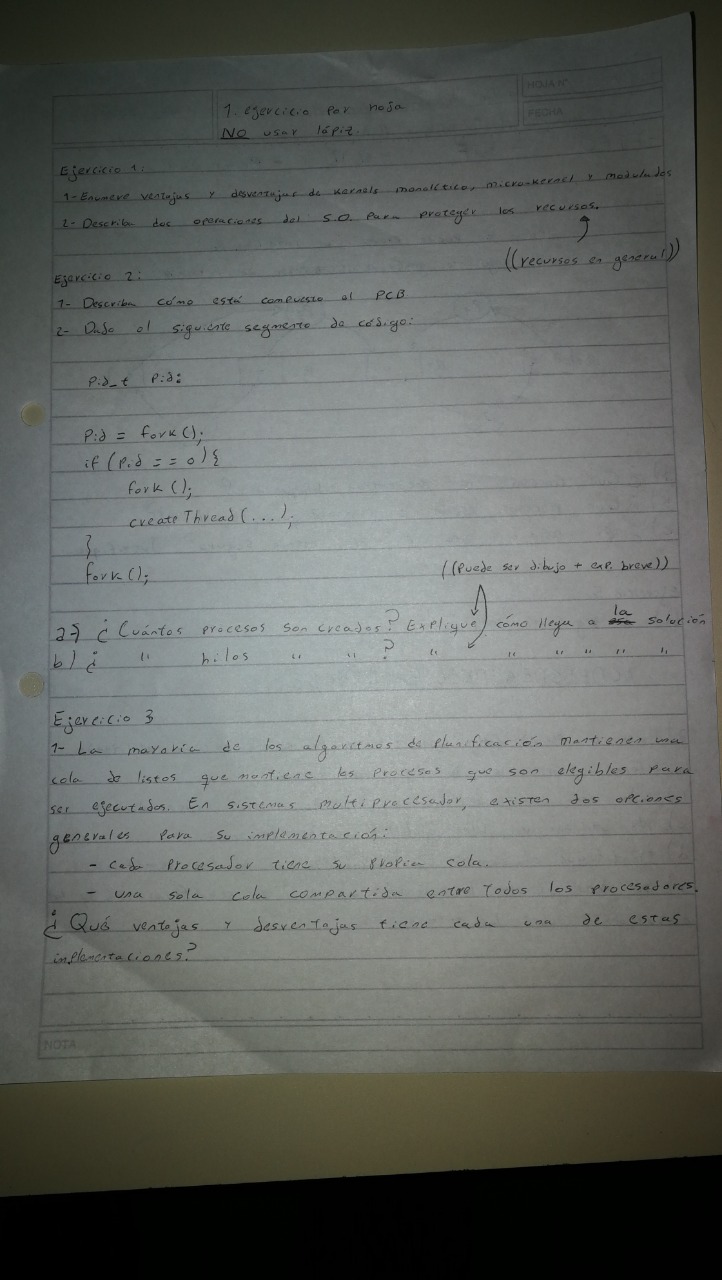 HOJA N°
FECHA
1. ejercicio por hoja
NO usar lápiz.
Ejercicio 1:
1- Enumere ventajas y desventajas de kernels monolítico, micro-kernel y modulados
2- Describa dos operaciones del S.O. para proteger los recursos.
((recursos en general))
Ejercicio 2:
1- Describa cómo está compuesto el PCB
2- Dado el siguiente segmento de código:
Pid_t Pid;
Pid = fork();
if (Pid == 0){
fork();
createThread(...);
}
fork();
((Puede ser dibujo + exp. breve))
a) ¿Cuántos procesos son creados? Explique cómo llega a la solución
b) ¿ " hilos " " ? " " " " " "
Ejercicio 3
1- La mayoría de los algoritmos de planificación mantienen una
cola de listos que mantiene los procesos que son elegibles para
ser ejecutados. En sistemas multiprocesador, existen dos opciones
generales para su implementación:
- cada procesador tiene su propia cola.
- una sola cola compartida entre todos los procesadores.
¿Qué ventajas y desventajas tiene cada una de estas
implementaciones?
NOTA